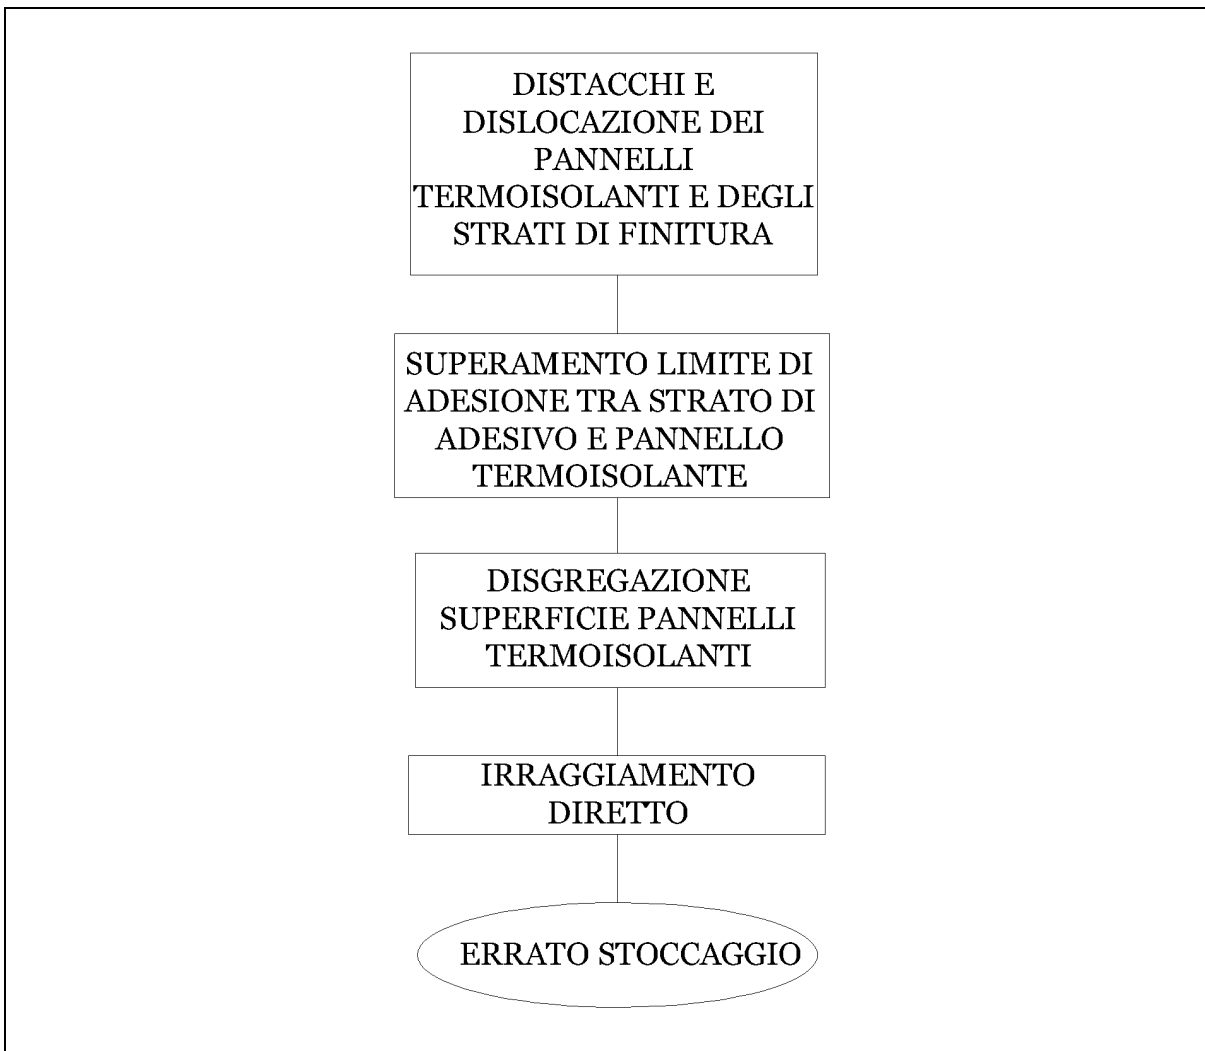 DISTACCHI E
DISLOCAZIONE DEI
PANNELLI
TERMOISOLANTI E DEGLI
STRATI DI FINITURA
SUPERAMENTO LIMITE DI
ADESIONE TRA STRATO DI
ADESIVO E PANNELLO
TERMOISOLANTE
DISGREGAZIONE
SUPERFICIE PANNELLI
TERMOISOLANTI
IRRAGGIAMENTO
DIRETTO
ERRATO STOCCAGGIO